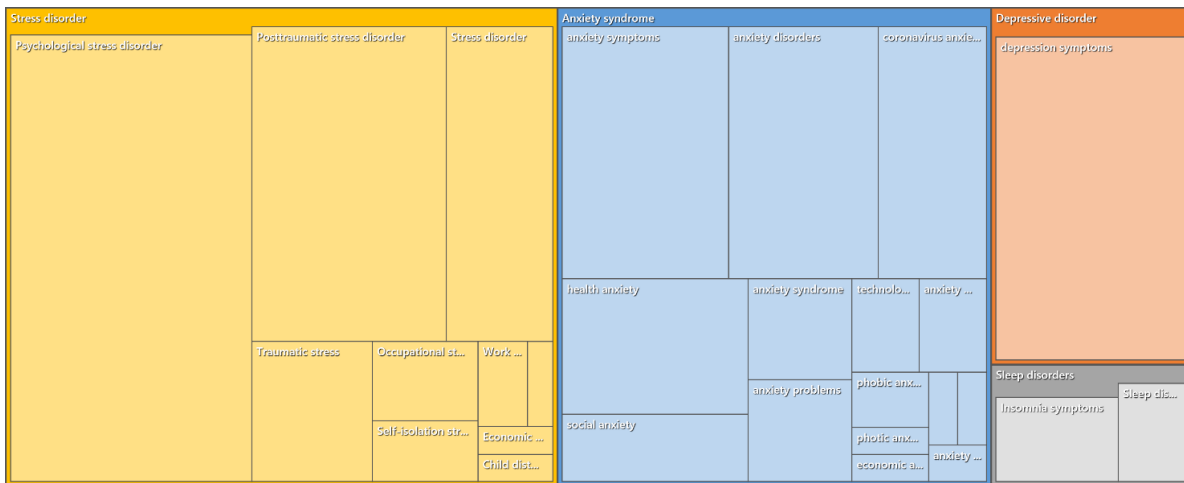 Stress disorder
Psychological stress disorder
Posttraumatic stress disorder
Stress disorder
Traumatic stress
Occupational st...
Work ...
Self-isolation str...
Economic ...
Child dist...
Anxiety syndrome
anxiety symptoms
anxiety disorders
coronavirus anxie...
health anxiety
anxiety syndrome
technolo...
anxiety ...
social anxiety
anxiety problems
phobic anx...
photic anx...
economic a...
anxiety ...
Depressive disorder
depression symptoms
Sleep disorders
Insomnia symptoms
Sleep dis...